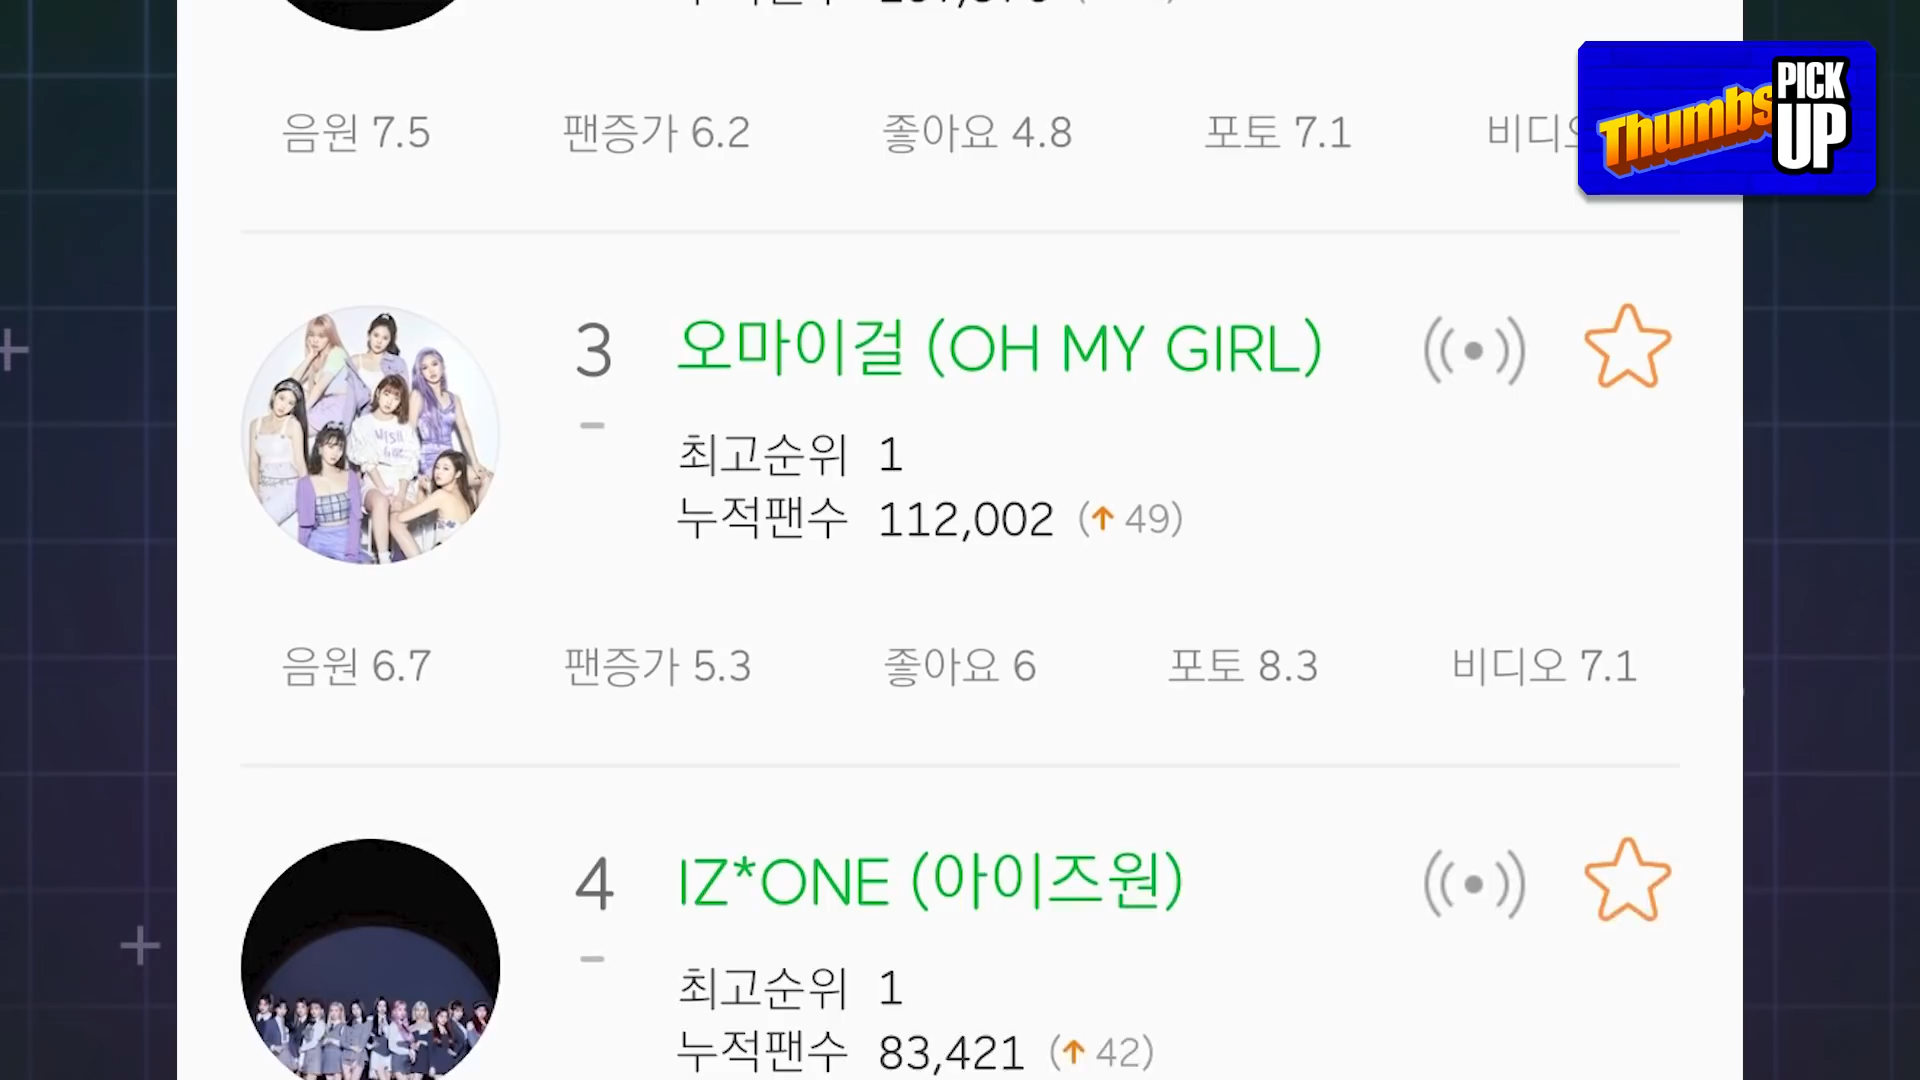 음원 7.5 팬증가 6.2 좋아요 4.8 포토 7.1 비디오
Thumbs PICK UP
3 오마이걸 (OH MY GIRL)
최고순위 1
누적팬수 112,002 (↑ 49)
음원 6.7 팬증가 5.3 좋아요 6 포토 8.3 비디오 7.1
4 IZ*ONE (아이즈원)
최고순위 1
누적팬수 83,421 (↑ 42)